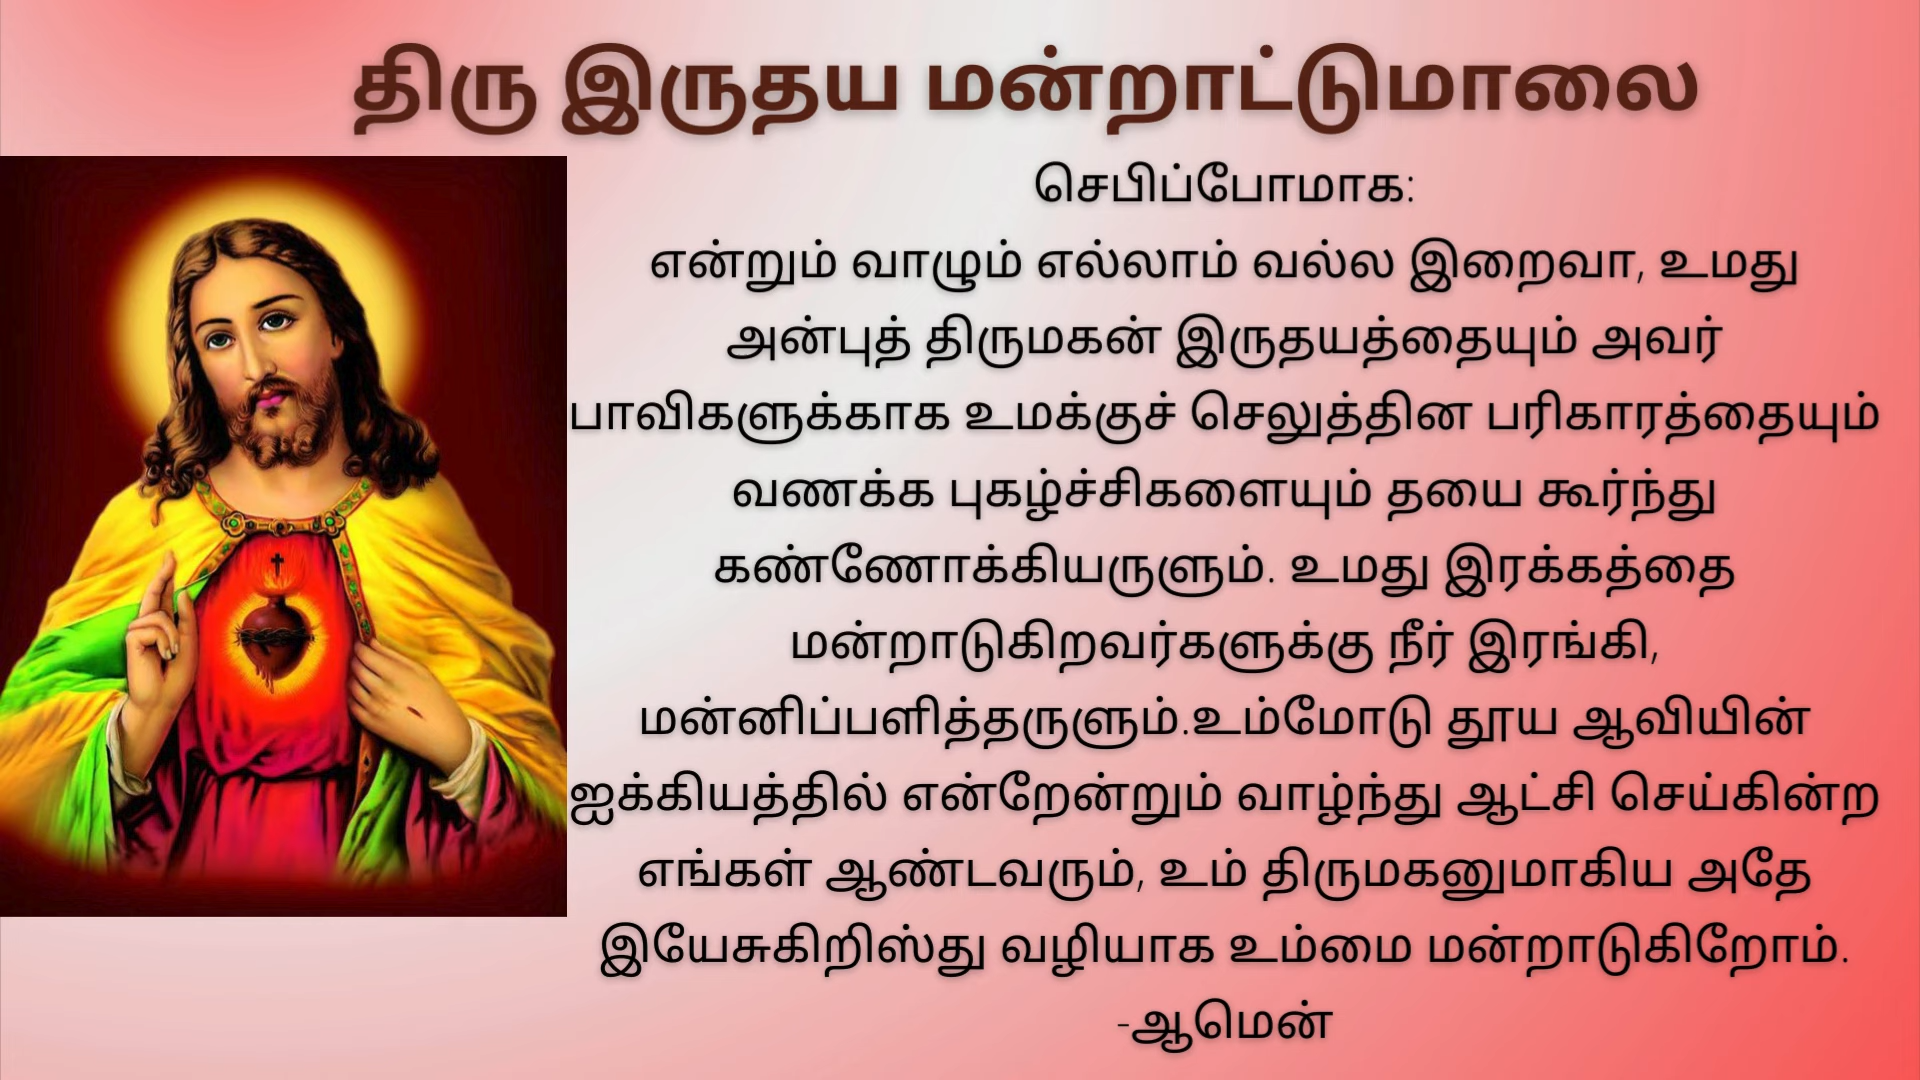 திரு இருதய மன்றாட்டுமாலை
செபிப்போமாக:
என்றும் வாழும் எல்லாம் வல்ல இறைவா, உமது
அன்புத் திருமகன் இருதயத்தையும் அவர்
பாவிகளுக்காக உமக்குச் செலுத்தின பரிகாரத்தையும்
வணக்க புகழ்ச்சிகளையும் தயை கூர்ந்து
கண்ணோக்கியருளும். உமது இரக்கத்தை
மன்றாடுகிறவர்களுக்கு நீர் இரங்கி,
மன்னிப்பளித்தருளும்.உம்மோடு தூய ஆவியின்
ஐக்கியத்தில் என்றேன்றும் வாழ்ந்து ஆட்சி செய்கின்ற
எங்கள் ஆண்டவரும், உம் திருமகனுமாகிய அதே
இயேசுகிறிஸ்து வழியாக உம்மை மன்றாடுகிறோம்.
-ஆமென்